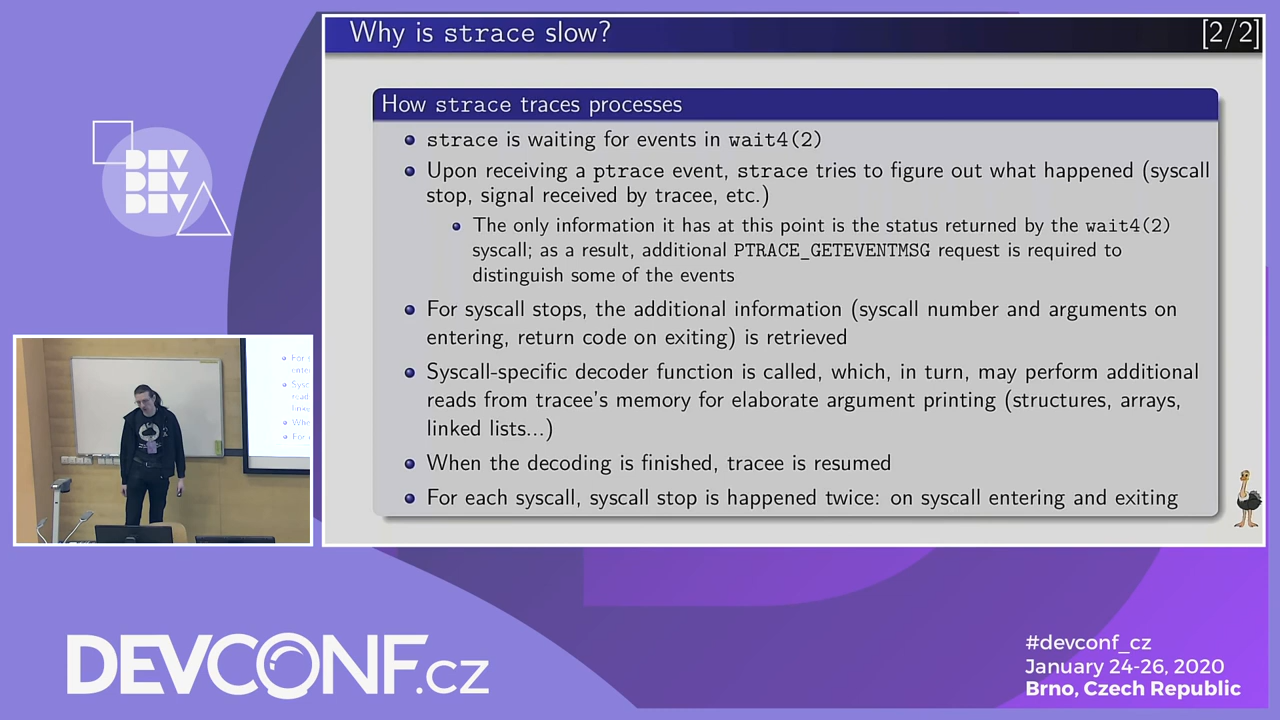 Why is strace slow?
[2/2]
How strace traces processes
strace is waiting for events in wait4(2)
Upon receiving a ptrace event, strace tries to figure out what happened (syscall
stop, signal received by tracee, etc.)
The only information it has at this point is the status returned by the wait4(2)
syscall; as a result, additional PTRACE_GETEVENTMSG request is required to
distinguish some of the events
For syscall stops, the additional information (syscall number and arguments on
entering, return code on exiting) is retrieved
Syscall-specific decoder function is called, which, in turn, may perform additional
reads from tracee's memory for elaborate argument printing (structures, arrays,
linked lists...)
When the decoding is finished, tracee is resumed
For each syscall, syscall stop is happened twice: on syscall entering and exiting
DEV
DEV
DEV
For
Sysc
DEVCONF.cz
#devconf_cz
January 24-26, 2020
Brno, Czech Republic